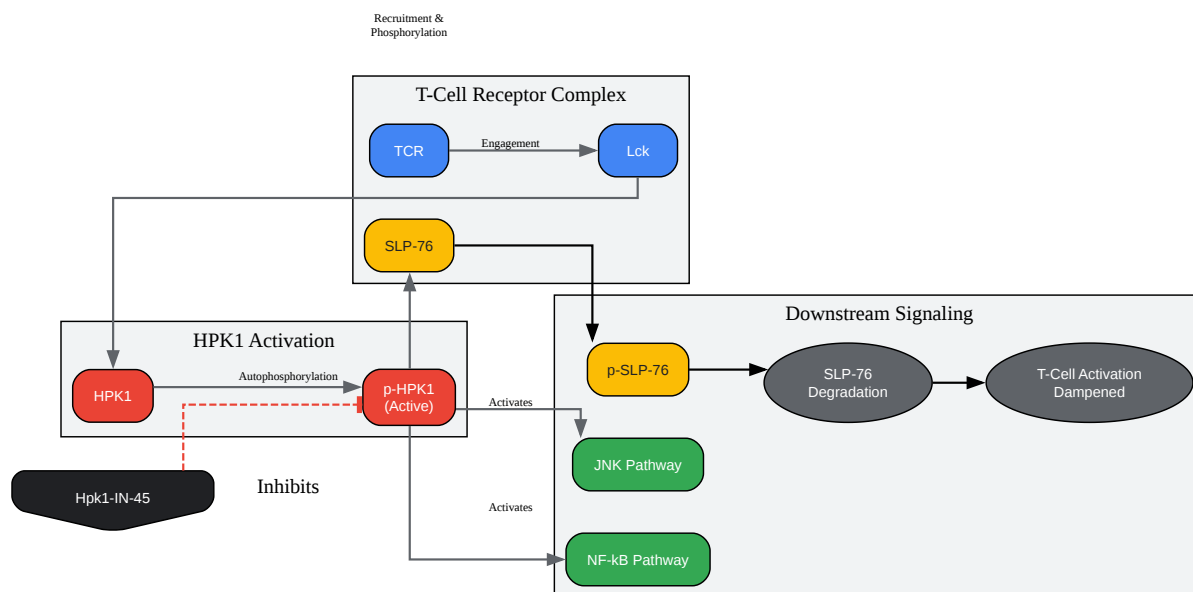 Recruitment &
Phosphorylation
T-Cell Receptor Complex
TCR
Engagement
Lck
SLP-76
HPK1 Activation
HPK1
Autophosphorylation
p-HPK1
(Active)
Hpk1-IN-45
Inhibits
Activates
Activates
Downstream Signaling
p-SLP-76
SLP-76
Degradation
T-Cell Activation
Dampened
JNK Pathway
NF-kB Pathway